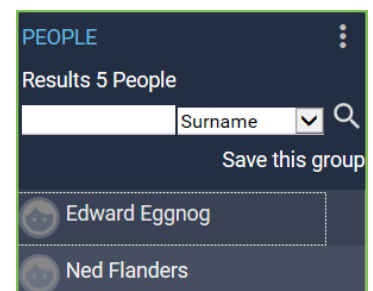 PEOPLE
Results 5 People
Surname
Save this group
Edward Eggnog
Ned Flanders